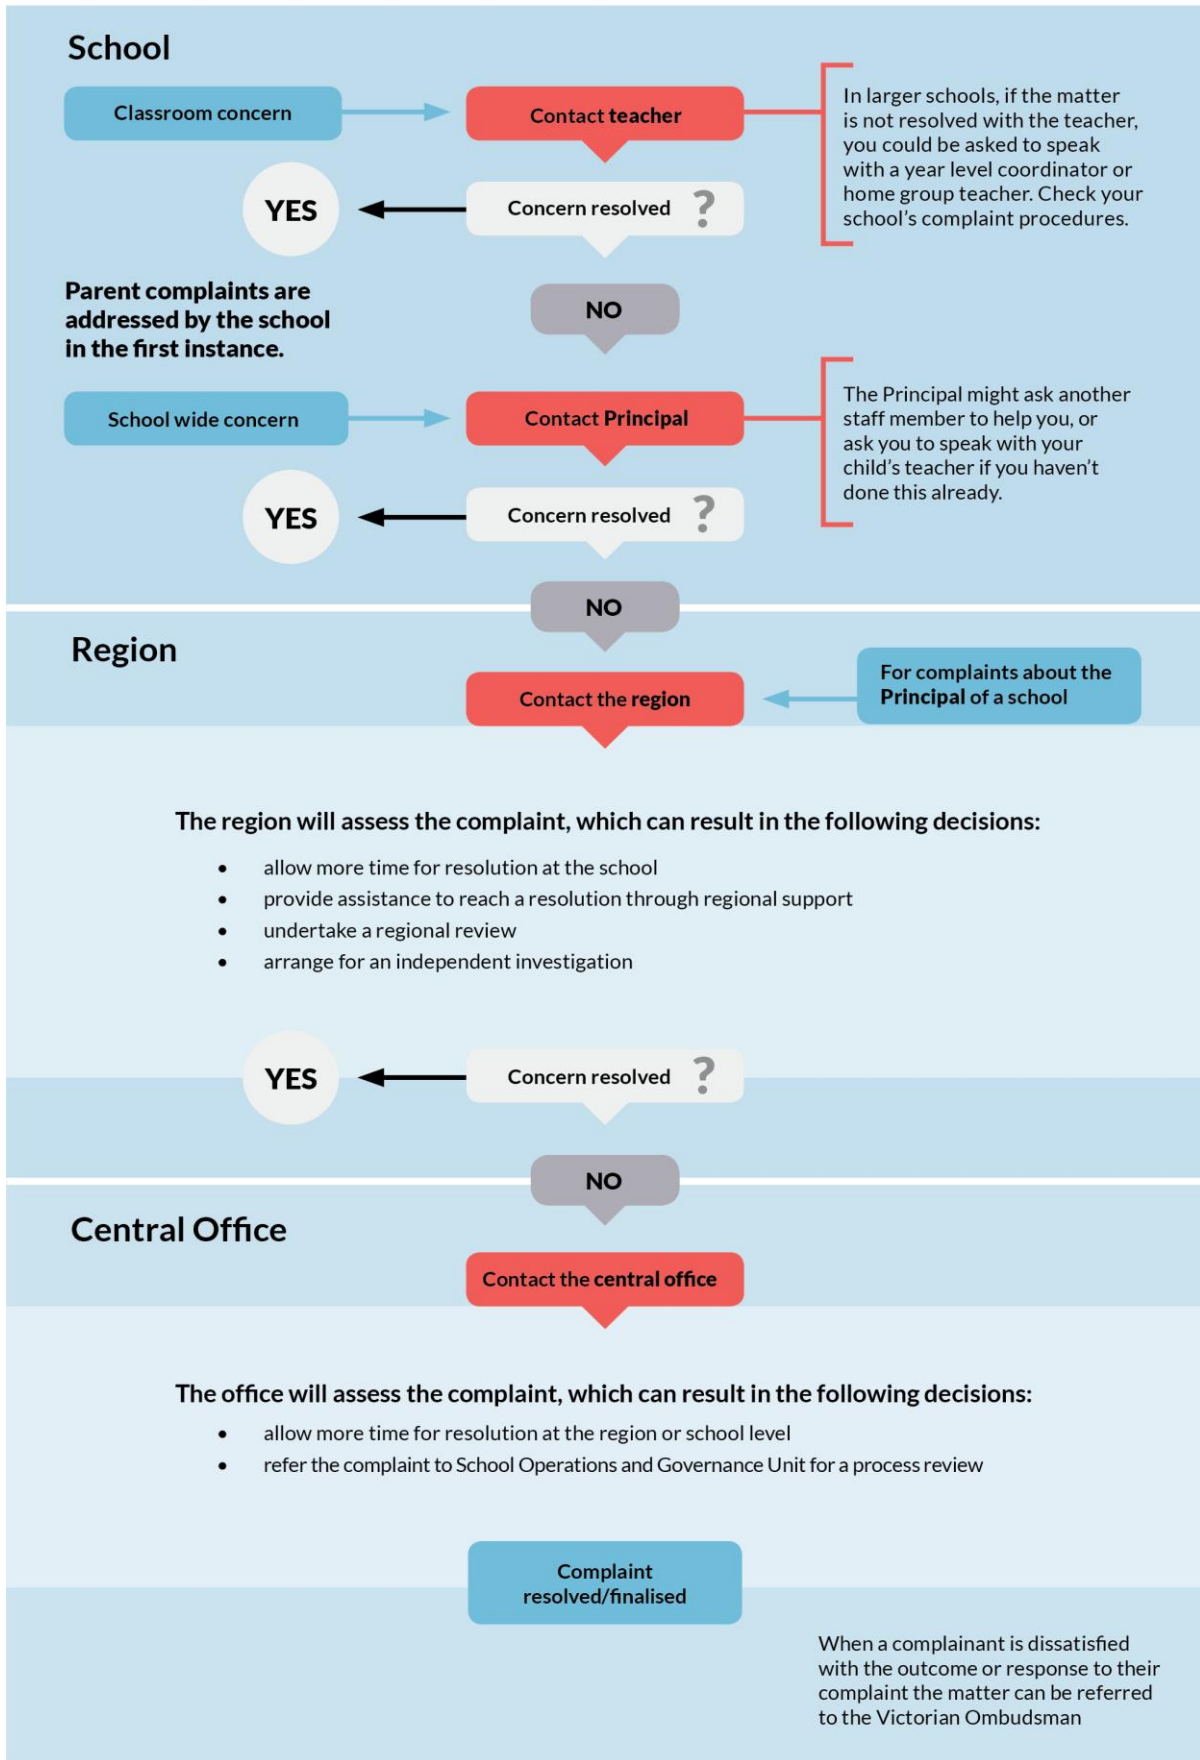 School
Classroom concern
Contact teacher
In larger schools, if the matter
is not resolved with the teacher,
you could be asked to speak
with a year level coordinator or
home group teacher. Check your
school's complaint procedures.
YES
Concern resolved ?
Parent complaints are
addressed by the school
in the first instance.
NO
School wide concern
Contact Principal
The Principal might ask another
staff member to help you, or
ask you to speak with your
child's teacher if you haven't
done this already.
YES
Concern resolved ?
NO
Region
Contact the region
For complaints about the
Principal of a school
The region will assess the complaint, which can result in the following decisions:
• allow more time for resolution at the school
• provide assistance to reach a resolution through regional support
• undertake a regional review
• arrange for an independent investigation
YES
Concern resolved ?
NO
Central Office
Contact the central office
The office will assess the complaint, which can result in the following decisions:
• allow more time for resolution at the region or school level
• refer the complaint to School Operations and Governance Unit for a process review
Complaint
resolved/finalised
When a complainant is dissatisfied
with the outcome or response to their
complaint the matter can be referred
to the Victorian Ombudsman